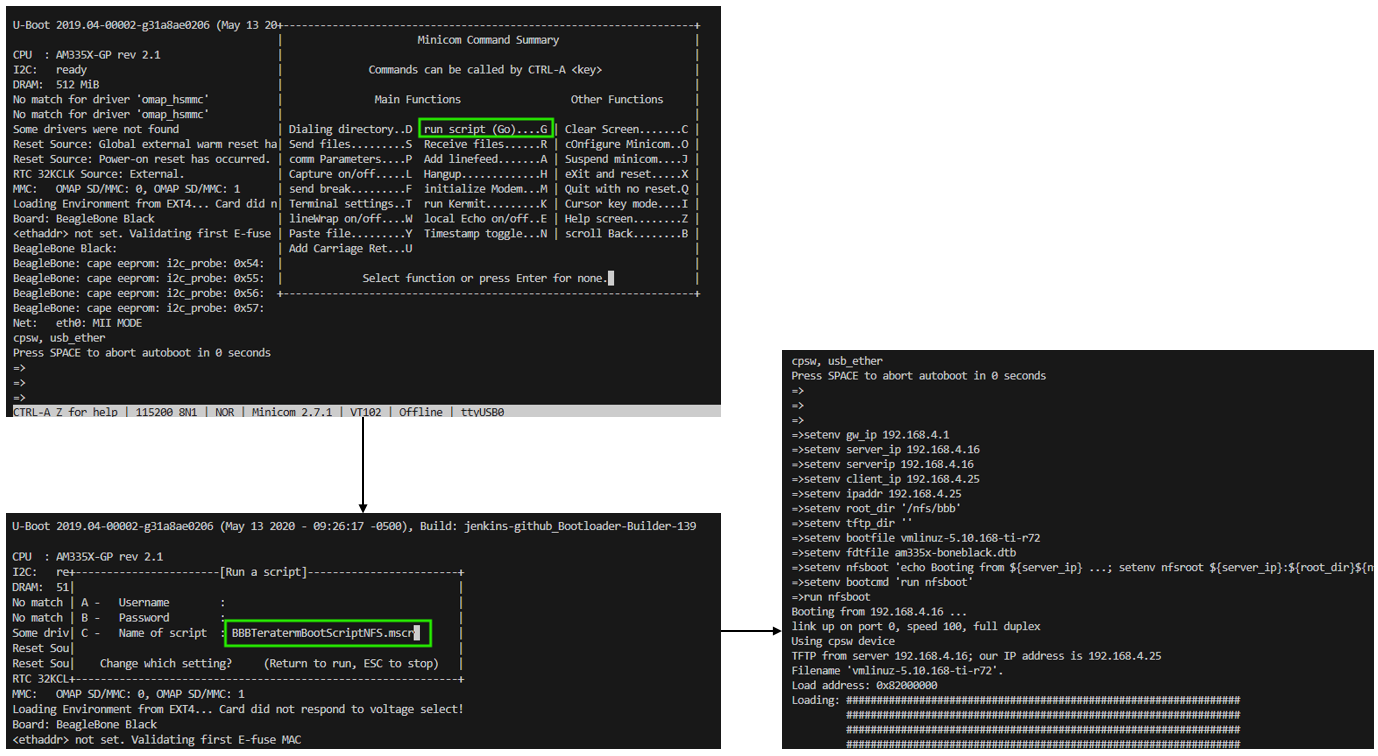 U-Boot 2019.04-00002-g31a8ae0206 (May 13 20+-------------------------------------------------------------------+
| Minicom Command Summary |
CPU : AM335X-GP rev 2.1 | |
I2C: ready | Commands can be called by CTRL-A <key> |
DRAM: 512 MiB | |
No match for driver 'omap_hsmmc' | Main Functions Other Functions |
No match for driver 'omap_hsmmc' | |
Some drivers were not found | Dialing directory..D run script (Go)....G | Clear Screen.......C |
Reset Source: Global external warm reset ha| Send files.........S Receive files......R | cOnfigure Minicom..O |
Reset Source: Power-on reset has occurred. | comm Parameters....P Add linefeed.......A | Suspend minicom....J |
RTC 32KCLK Source: External. | Capture on/off.....L Hangup.............H | eXit and reset.....X |
MMC: OMAP SD/MMC: 0, OMAP SD/MMC: 1 | send break.........F initialize Modem...M | Quit with no reset.Q |
Loading Environment from EXT4... Card did n| Terminal settings..T run Kermit.........K | Cursor key mode....I |
Board: BeagleBone Black | lineWrap on/off....W local Echo on/off..E | Help screen........Z |
<ethaddr> not set. Validating first E-fuse | Paste file.........Y Timestamp toggle...N | scroll Back........B |
BeagleBone Black: | Add Carriage Ret...U |
BeagleBone: cape eeprom: i2c_probe: 0x54: | |
BeagleBone: cape eeprom: i2c_probe: 0x55: | Select function or press Enter for none. |
BeagleBone: cape eeprom: i2c_probe: 0x56: +-------------------------------------------------------------------+
BeagleBone: cape eeprom: i2c_probe: 0x57:
Net: eth0: MII MODE
cpsw, usb_ether
Press SPACE to abort autoboot in 0 seconds
=>
=>
=>
CTRL-A Z for help | 115200 8N1 | NOR | Minicom 2.7.1 | VT102 | Offline | ttyUSB0
U-Boot 2019.04-00002-g31a8ae0206 (May 13 2020 - 09:26:17 -0500), Build: jenkins-github_Bootloader-Builder-139
CPU : AM335X-GP rev 2.1
I2C: re+-----------------------[Run a script]------------------------+
DRAM: 51| |
No match | A - Username : |
No match | B - Password : |
Some driv| C - Name of script : BBBTeratermBootScriptNFS.mscr |
Reset Sou| |
Reset Sou| Change which setting? (Return to run, ESC to stop) |
RTC 32KCL+--------------------------------------------------------------+
MMC: OMAP SD/MMC: 0, OMAP SD/MMC: 1
Loading Environment from EXT4... Card did not respond to voltage select!
Board: BeagleBone Black
<ethaddr> not set. Validating first E-fuse MAC
cpsw, usb_ether
Press SPACE to abort autoboot in 0 seconds
=>
=>
=>
=>setenv gw_ip 192.168.4.1
=>setenv server_ip 192.168.4.16
=>setenv serverip 192.168.4.16
=>setenv client_ip 192.168.4.25
=>setenv ipaddr 192.168.4.25
=>setenv root_dir '/nfs/bbb'
=>setenv tftp_dir ''
=>setenv bootfile vmlinuz-5.10.168-ti-r72
=>setenv fdtfile am335x-boneblack.dtb
=>setenv nfsboot 'echo Booting from ${server_ip} ...; setenv nfsroot ${server_ip}:${root_dir}${n
=>setenv bootcmd 'run nfsboot'
=>run nfsboot
Booting from 192.168.4.16 ...
link up on port 0, speed 100, full duplex
Using cpsw device
TFTP from server 192.168.4.16; our IP address is 192.168.4.25
Filename 'vmlinuz-5.10.168-ti-r72'.
Load address: 0x82000000
Loading: #################################################################
#################################################################
#################################################################
#################################################################